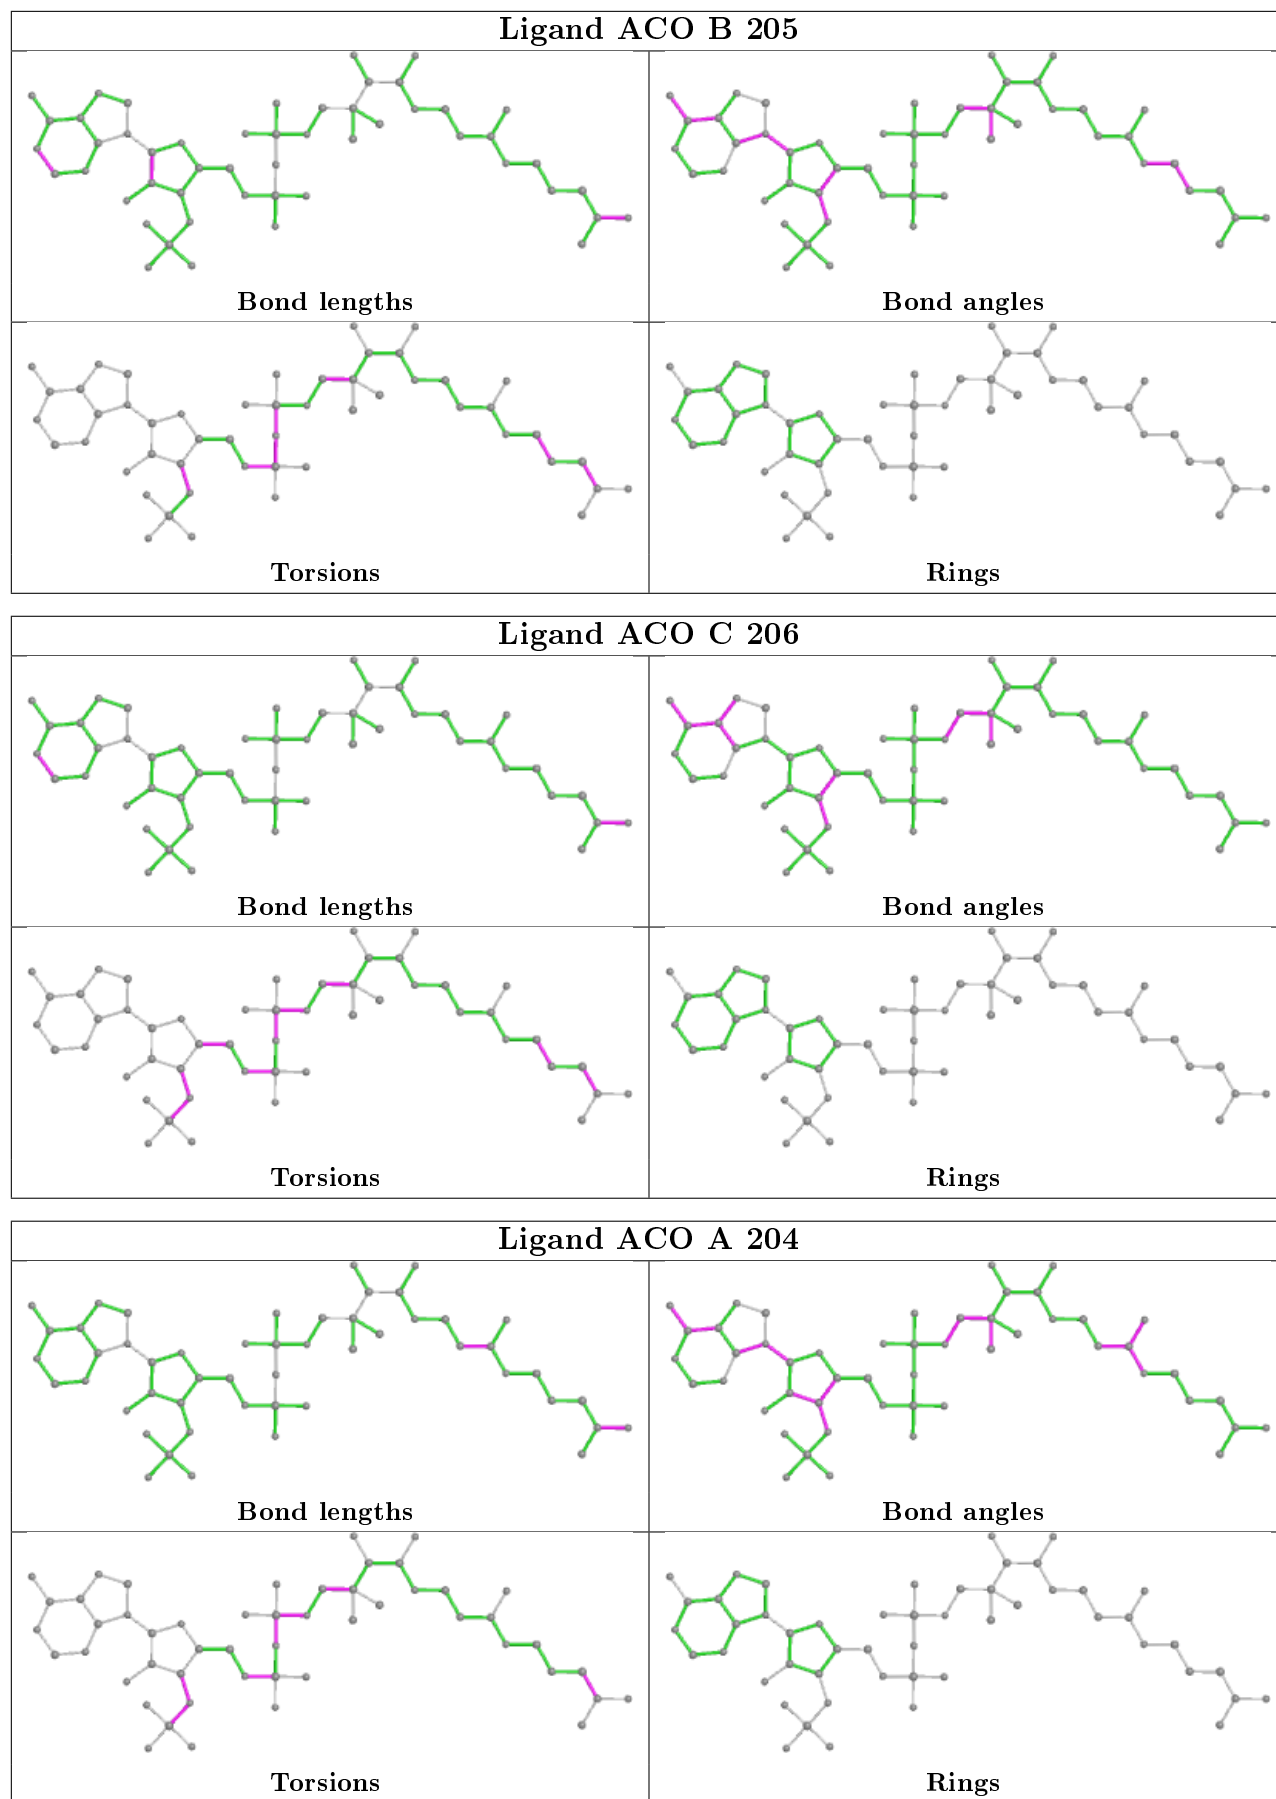 Ligand ACO B 205
Bond lengths
Bond angles
Torsions
Rings
Ligand ACO C 206
Bond lengths
Bond angles
Torsions
Rings
Ligand ACO A 204
Bond lengths
Bond angles
Torsions
Rings